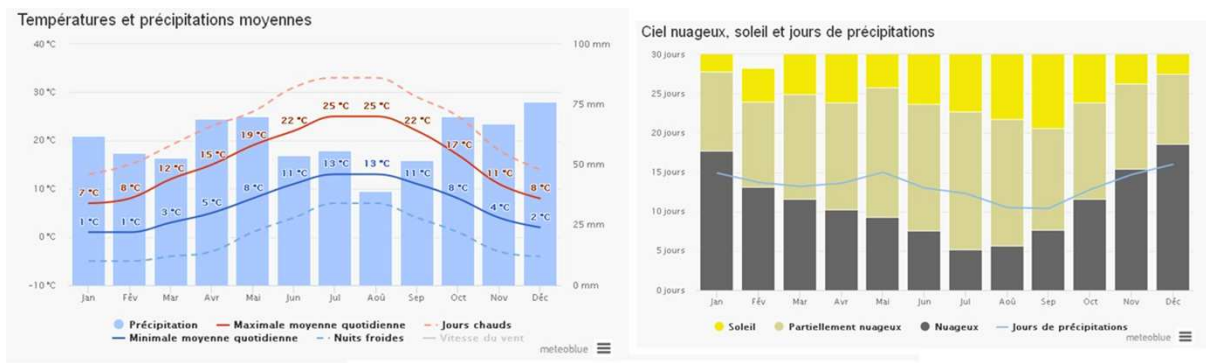 Températures et précipitations moyennes
40 °C
100 mm
30 °C
75 mm
25 °C 25 °C
22 °C 22 °C
19 °C
20 °C
17 °C
15 °C
12 °C
50 mm
13 °C 13 °C
11 °C 11 °C 11 °C
10 °C
7 °C 8 °C 8 °C 8 °C 8 °C
5 °C
3 °C
4 °C
1 °C 1 °C 2 °C
25 mm
0 °C
-10 °C
0 mm
Jan Fév Mar Avr Mai Jun Jul Aoû Sep Oct Nov Déc
Précipitation Maximale moyenne quotidienne Jours chauds
Minimale moyenne quotidienne Nuits froides Vitesse du vent
meteoblue
Ciel nuageux, soleil et jours de précipitations
30 jours
25 jours
20 jours
15 jours
10 jours
5 jours
0 jours
Jan Fév Mar Avr Mai Jun Jul Aoû Sep Oct Nov Déc
Soleil Partiellement nuageux Nuageux Jours de précipitations
meteoblue